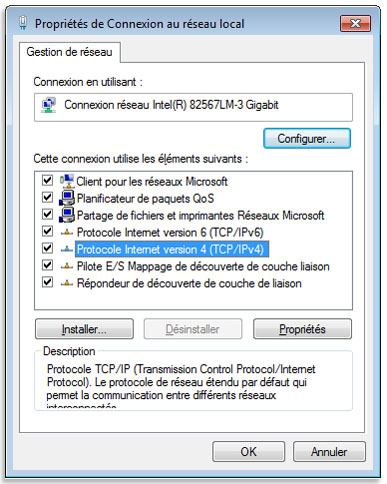 Propriétés de Connexion au réseau local
Gestion de réseau
Connexion en utilisant :
Connexion réseau Intel(R) 82567LM-3 Gigabit
Configurer...
Cette connexion utilise les éléments suivants :
Client pour les réseaux Microsoft
Planificateur de paquets QoS
Partage de fichiers et imprimantes Réseaux Microsoft
Protocole Internet version 6 (TCP/IPv6)
Protocole Internet version 4 (TCP/IPv4)
Pilote E/S Mappage de découverte de couche liaison
Répondeur de découverte de couche de liaison
Installer...
Désinstaller
Propriétés
Description
Protocole TCP/IP (Transmission Control Protocol/Internet
Protocol). Le protocole de réseau étendu par défaut qui
permet la communication entre différents réseaux
interconnectés.
OK
Annuler